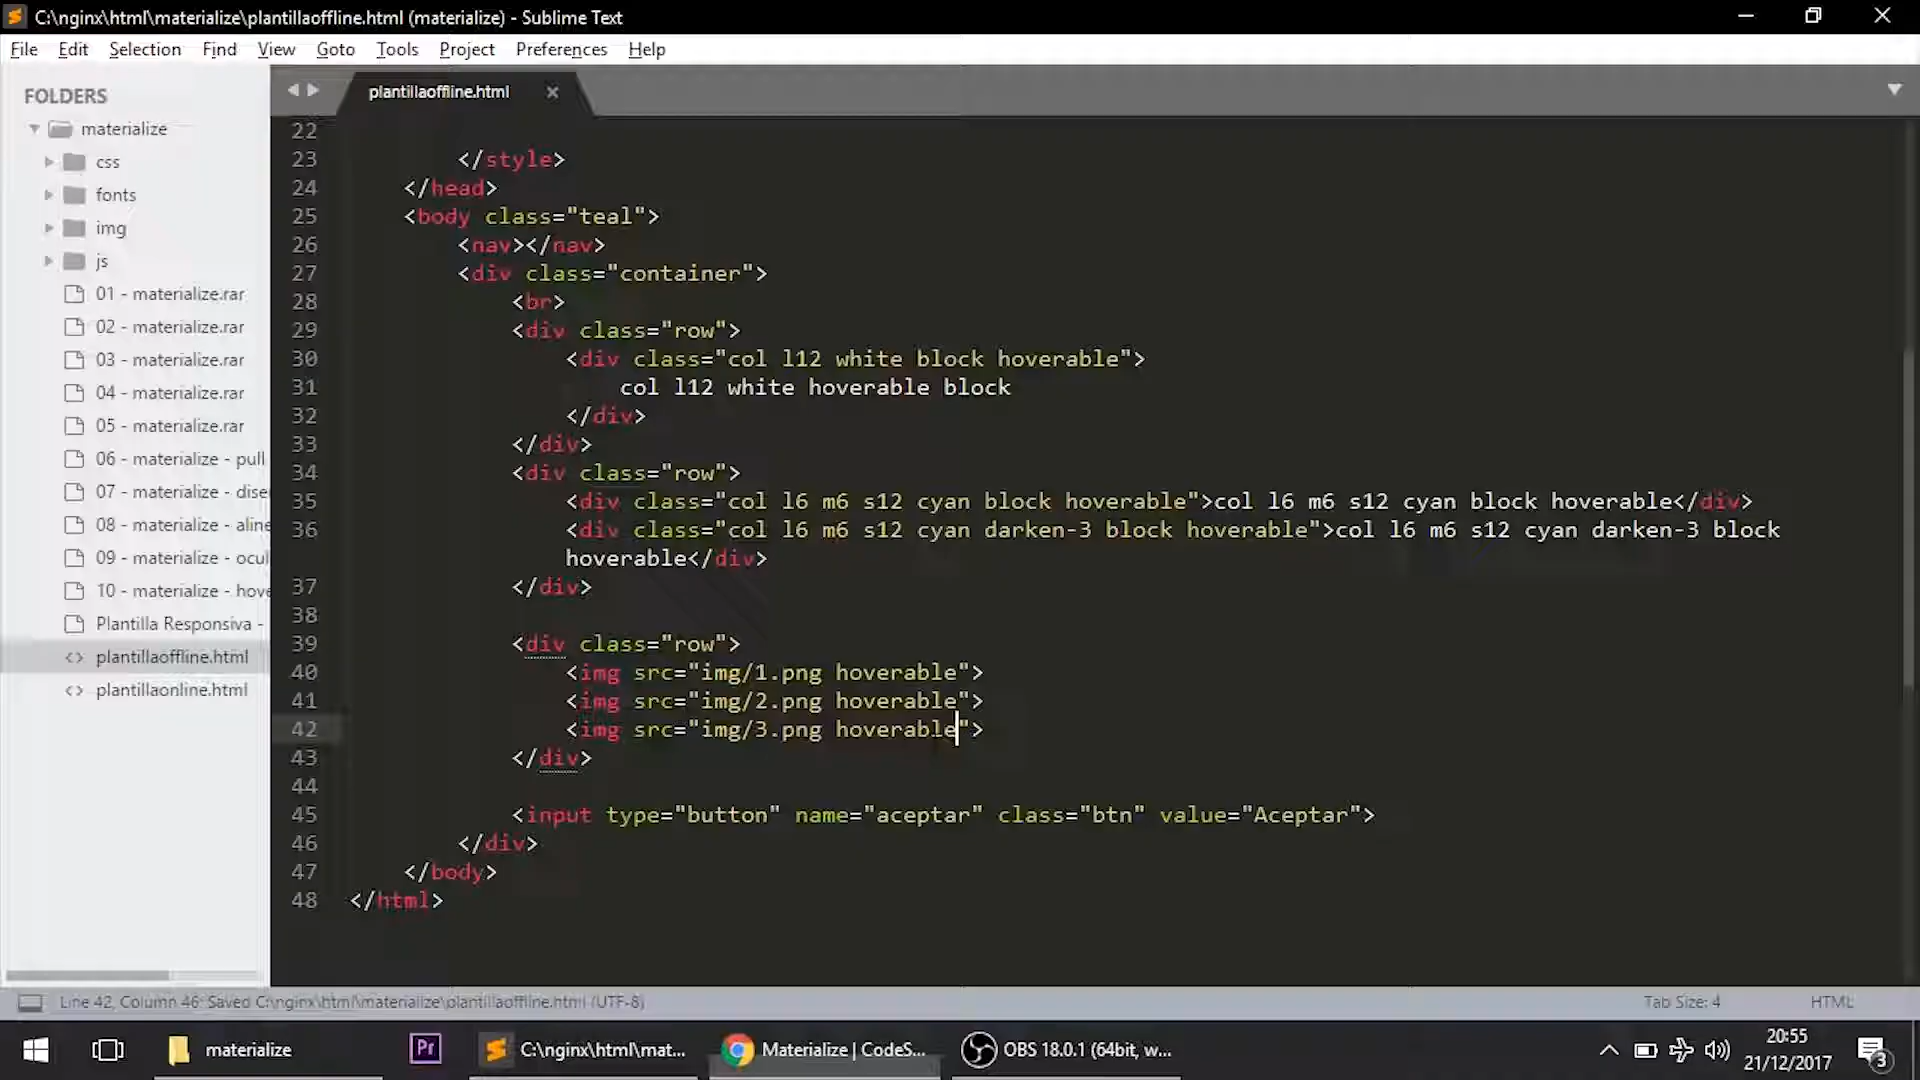 C:\nginx\html\materialize\plantillaoffline.html (materialize) - Sublime Text
File Edit Selection Find View Goto Tools Project Preferences Help
FOLDERS
materialize
css
fonts
img
js
01 - materialize.rar
02 - materialize.rar
03 - materialize.rar
04 - materialize.rar
05 - materialize.rar
06 - materialize - pull
07 - materialize - dise
08 - materialize - aline
09 - materialize - ocul
10 - materialize - hove
Plantilla Responsiva -
plantillaoffline.html
plantillaonline.html
plantillaoffline.html
22
23 </style>
24 </head>
25 <body class="teal">
26 <nav></nav>
27 <div class="container">
28 <br>
29 <div class="row">
30 <div class="col l12 white block hoverable">
31 col l12 white hoverable block
32 </div>
33 </div>
34 <div class="row">
35 <div class="col l6 m6 s12 cyan block hoverable">col l6 m6 s12 cyan block hoverable</div>
36 <div class="col l6 m6 s12 cyan darken-3 block hoverable">col l6 m6 s12 cyan darken-3 block
hoverable</div>
37 </div>
38
39 <div class="row">
40 <img src="img/1.png hoverable">
41 <img src="img/2.png hoverable">
42 <img src="img/3.png hoverable">
43 </div>
44
45 <input type="button" name="aceptar" class="btn" value="Aceptar">
46 </div>
47 </body>
48 </html>
Line 42, Column 46: Saved C:\nginx\html\materialize\plantillaoffline.html (UTF-8) Tab Size: 4 HTML
materialize Pr C:\nginx\html\mat... Materialize | CodeS... OBS 18.0.1 (64bit, w... 20:55
21/12/2017 3